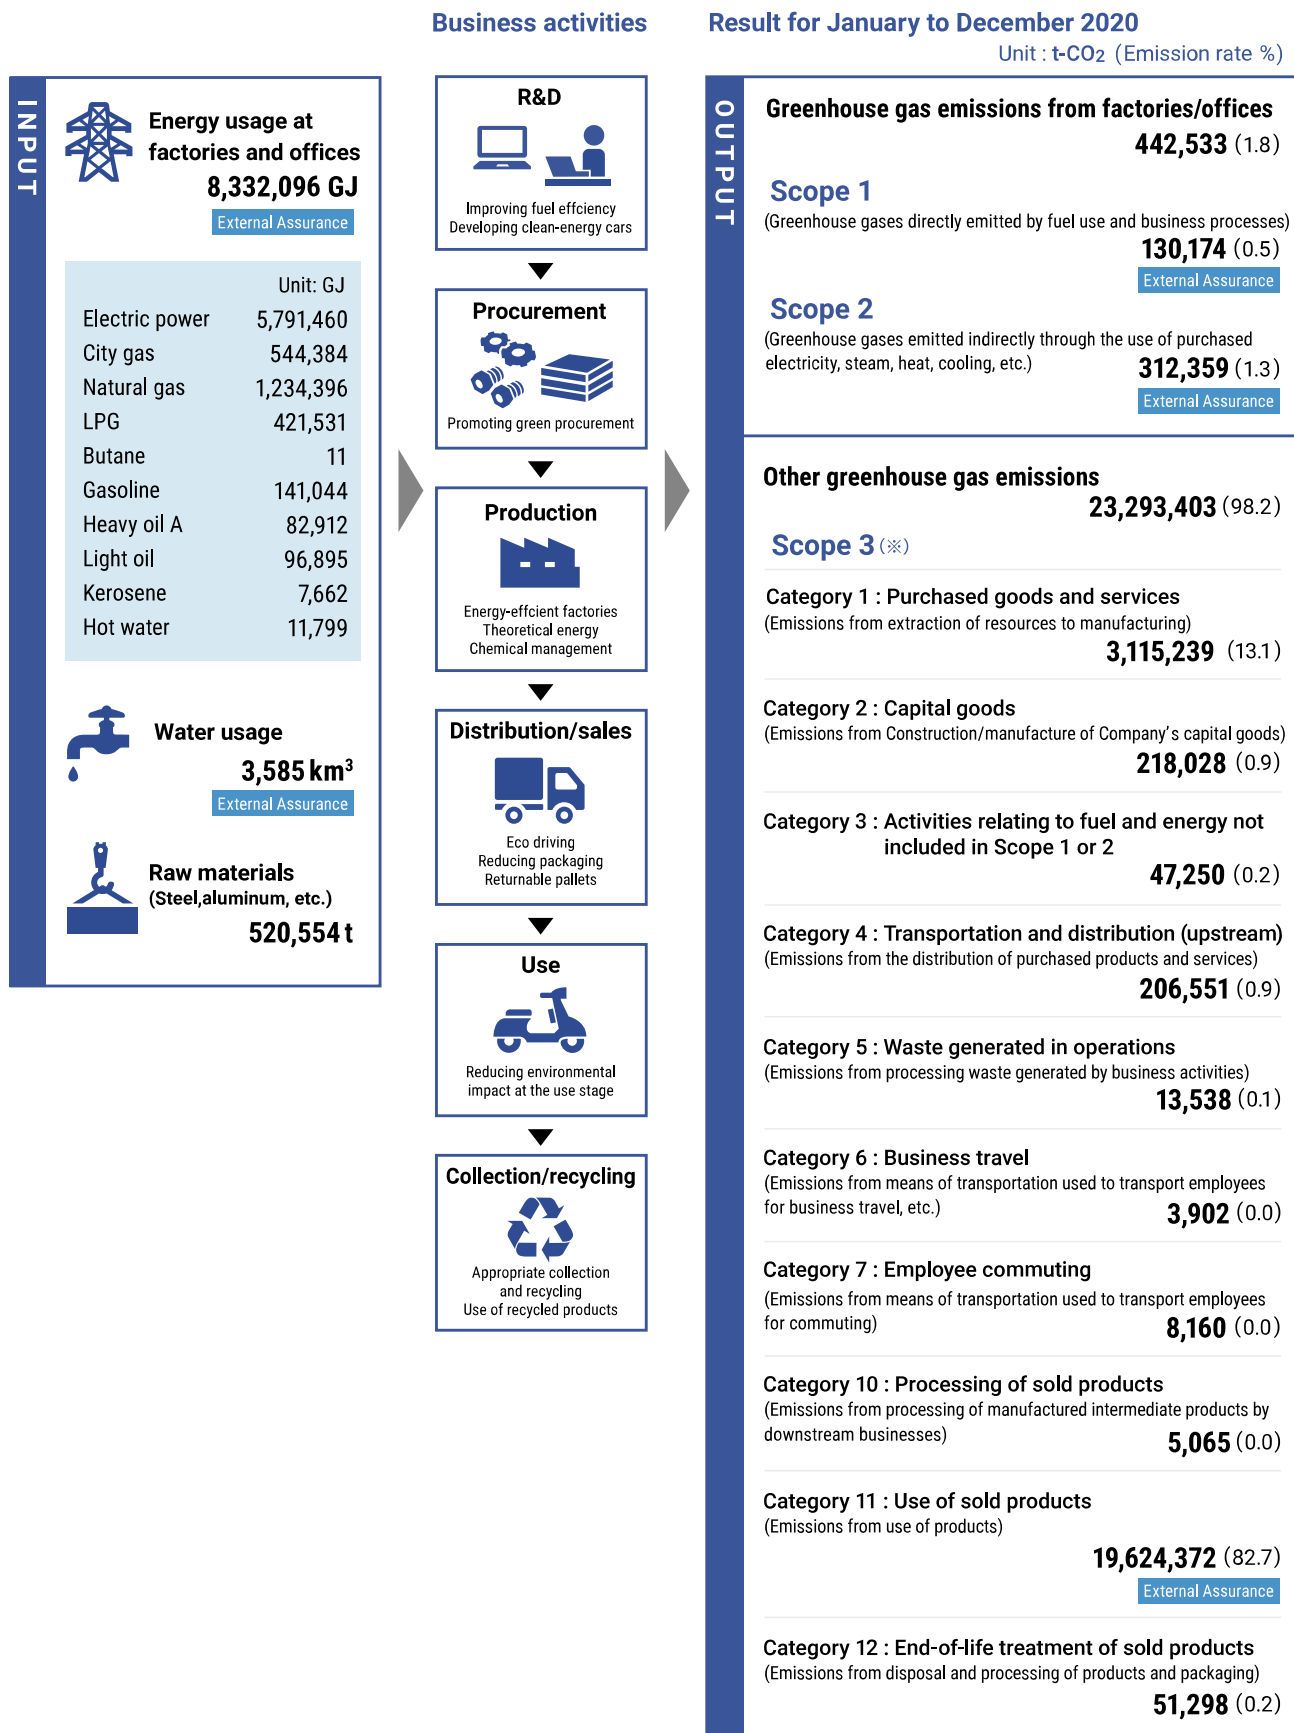 Business activities
Result for January to December 2020
Unit : t-CO2 (Emission rate %)
INPUT
Energy usage at
factories and offices
8,332,096 GJ
External Assurance
Unit: GJ
Electric power 5,791,460
City gas 544,384
Natural gas 1,234,396
LPG 421,531
Butane 11
Gasoline 141,044
Heavy oil A 82,912
Light oil 96,895
Kerosene 7,662
Hot water 11,799
Water usage
3,585 km³
External Assurance
Raw materials
(Steel,aluminum, etc.)
520,554 t
R&D
Improving fuel effciency
Developing clean-energy cars
Procurement
Promoting green procurement
Production
Energy-effcient factories
Theoretical energy
Chemical management
Distribution/sales
Eco driving
Reducing packaging
Returnable pallets
Use
Reducing environmental
impact at the use stage
Collection/recycling
Appropriate collection
and recycling
Use of recycled products
OUTPUT
Greenhouse gas emissions from factories/offices
442,533 (1.8)
Scope 1
(Greenhouse gases directly emitted by fuel use and business processes)
130,174 (0.5)
External Assurance
Scope 2
(Greenhouse gases emitted indirectly through the use of purchased
electricity, steam, heat, cooling, etc.) 312,359 (1.3)
External Assurance
Other greenhouse gas emissions
23,293,403 (98.2)
Scope 3 (※)
Category 1 : Purchased goods and services
(Emissions from extraction of resources to manufacturing)
3,115,239 (13.1)
Category 2 : Capital goods
(Emissions from Construction/manufacture of Company's capital goods)
218,028 (0.9)
Category 3 : Activities relating to fuel and energy not
included in Scope 1 or 2
47,250 (0.2)
Category 4 : Transportation and distribution (upstream)
(Emissions from the distribution of purchased products and services)
206,551 (0.9)
Category 5 : Waste generated in operations
(Emissions from processing waste generated by business activities)
13,538 (0.1)
Category 6 : Business travel
(Emissions from means of transportation used to transport employees
for business travel, etc.) 3,902 (0.0)
Category 7 : Employee commuting
(Emissions from means of transportation used to transport employees
for commuting) 8,160 (0.0)
Category 10 : Processing of sold products
(Emissions from processing of manufactured intermediate products by
downstream businesses) 5,065 (0.0)
Category 11 : Use of sold products
(Emissions from use of products)
19,624,372 (82.7)
External Assurance
Category 12 : End-of-life treatment of sold products
(Emissions from disposal and processing of products and packaging)
51,298 (0.2)